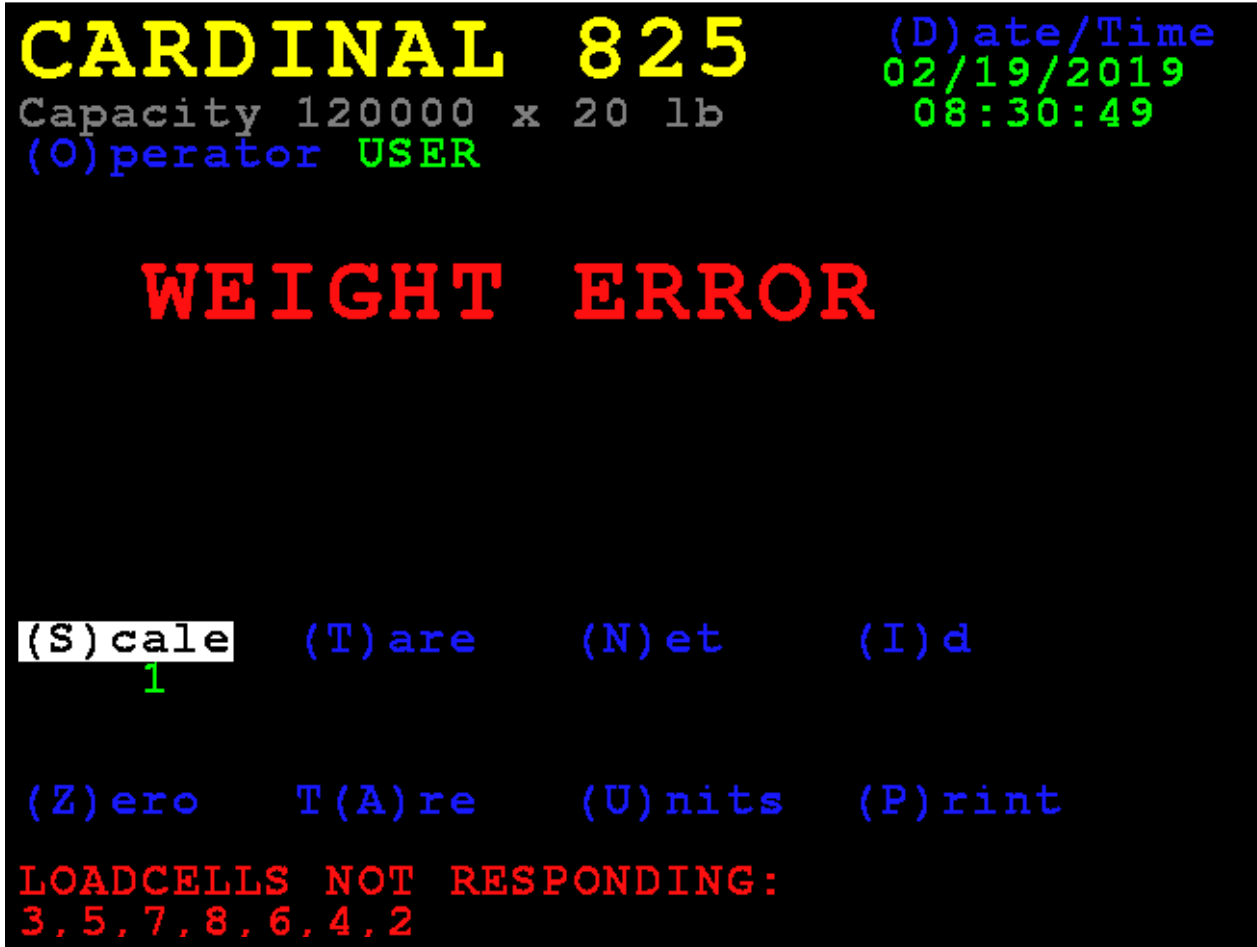 CARDINAL 825
(D)ate/Time
02/19/2019
Capacity 120000 x 20 lb
08:30:49
(O)perator USER
WEIGHT ERROR
(S)cale (T)are (N)et (I)d
1
(Z)ero T(A)re (U)nits (P)rint
LOADCELLS NOT RESPONDING:
3,5,7,8,6,4,2